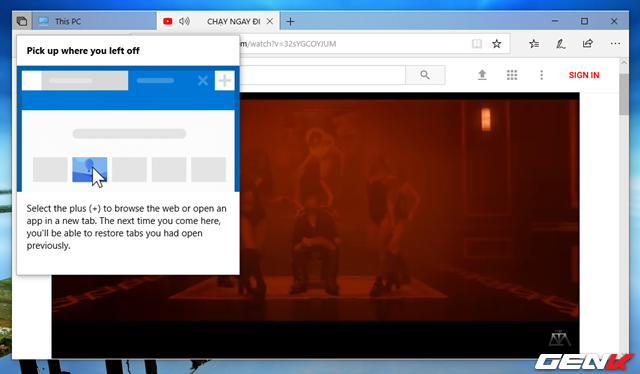 This PC
CHẠY NGAY ĐI
Pick up where you left off
om/watch?v=32sYGCOYJUM
SIGN IN
Select the plus (+) to browse the web or open an
app in a new tab. The next time you come here,
you'll be able to restore tabs you had open
previously.
GENK